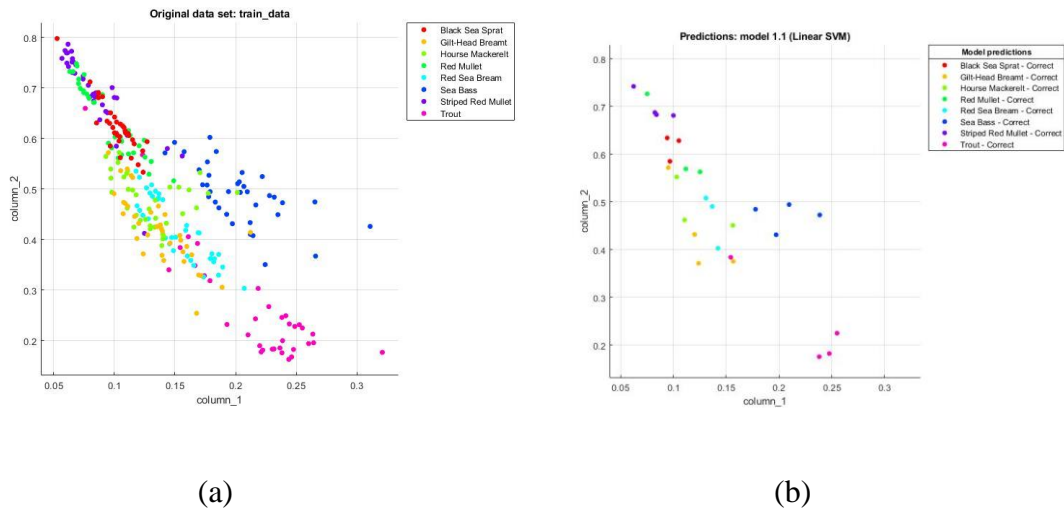 Original data set: train_data
Black Sea Sprat
Gilt-Head Breamt
Hourse Mackerelt
Red Mullet
Red Sea Bream
Sea Bass
Striped Red Mullet
Trout
0.8
0.7
0.6
0.5
0.4
0.3
0.2
column_2
0.05 0.1 0.15 0.2 0.25 0.3
column_1
(a)
Predictions: model 1.1 (Linear SVM)
Model predictions
Black Sea Sprat - Correct
Gilt-Head Breamt - Correct
Hourse Mackerelt - Correct
Red Mullet - Correct
Red Sea Bream - Correct
Sea Bass - Correct
Striped Red Mullet - Correct
Trout - Correct
0.8
0.7
0.6
0.5
0.4
0.3
0.2
column_2
0.05 0.1 0.15 0.2 0.25 0.3
column_1
(b)